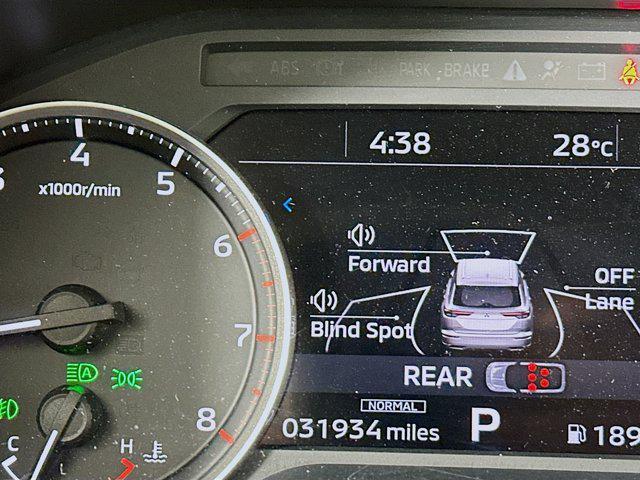 ABS PARK BRAKE
4:38 28°C
4
x1000r/min 5
6
Forward
OFF
Lane
Blind Spot
7
REAR
A
NORMAL
8
031934 miles P 189
C H
L